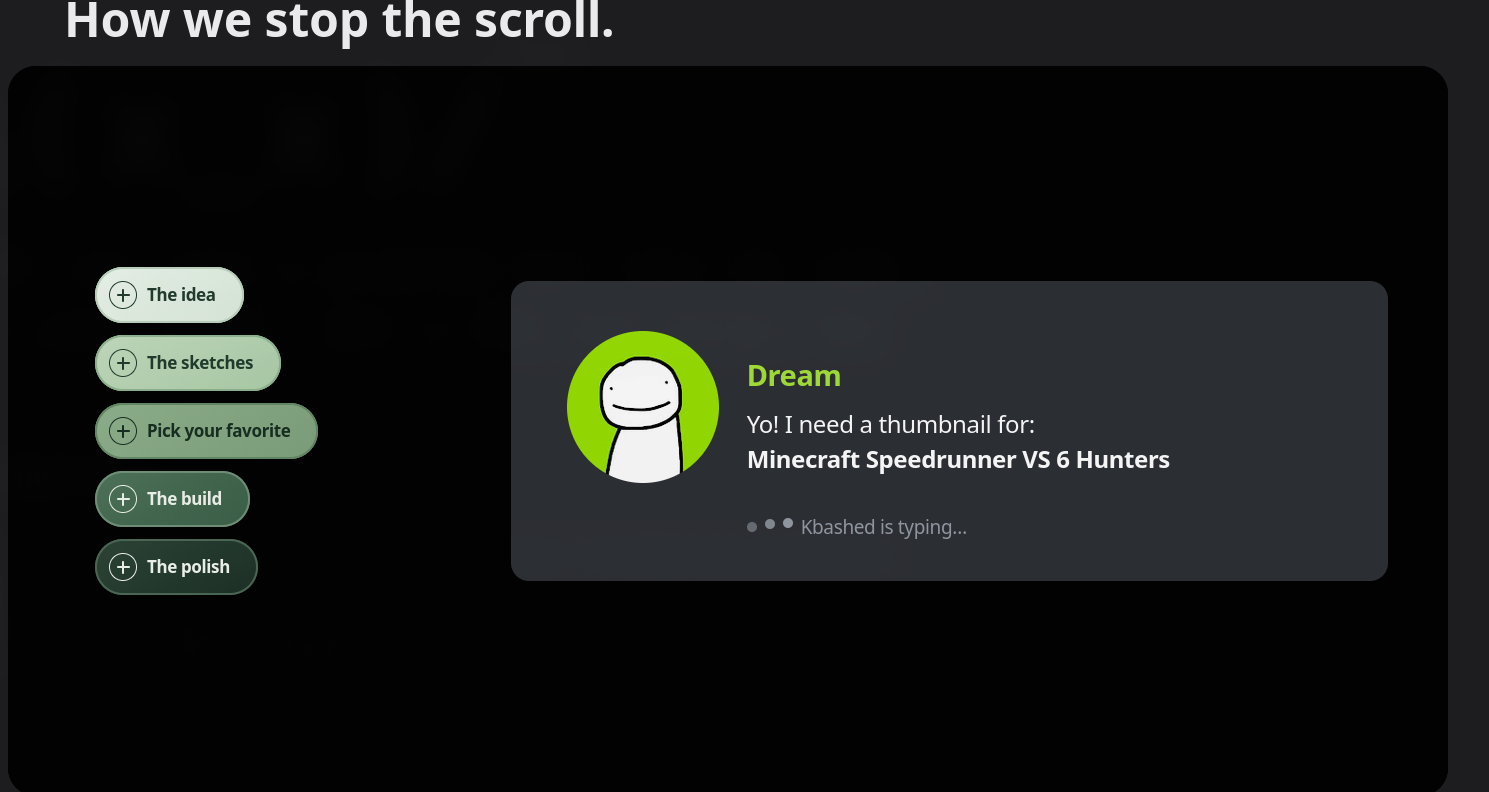 How we stop the scroll.
The idea
The sketches
Pick your favorite
The build
The polish
Dream
Yo! I need a thumbnail for:
Minecraft Speedrunner VS 6 Hunters
Kbashed is typing...